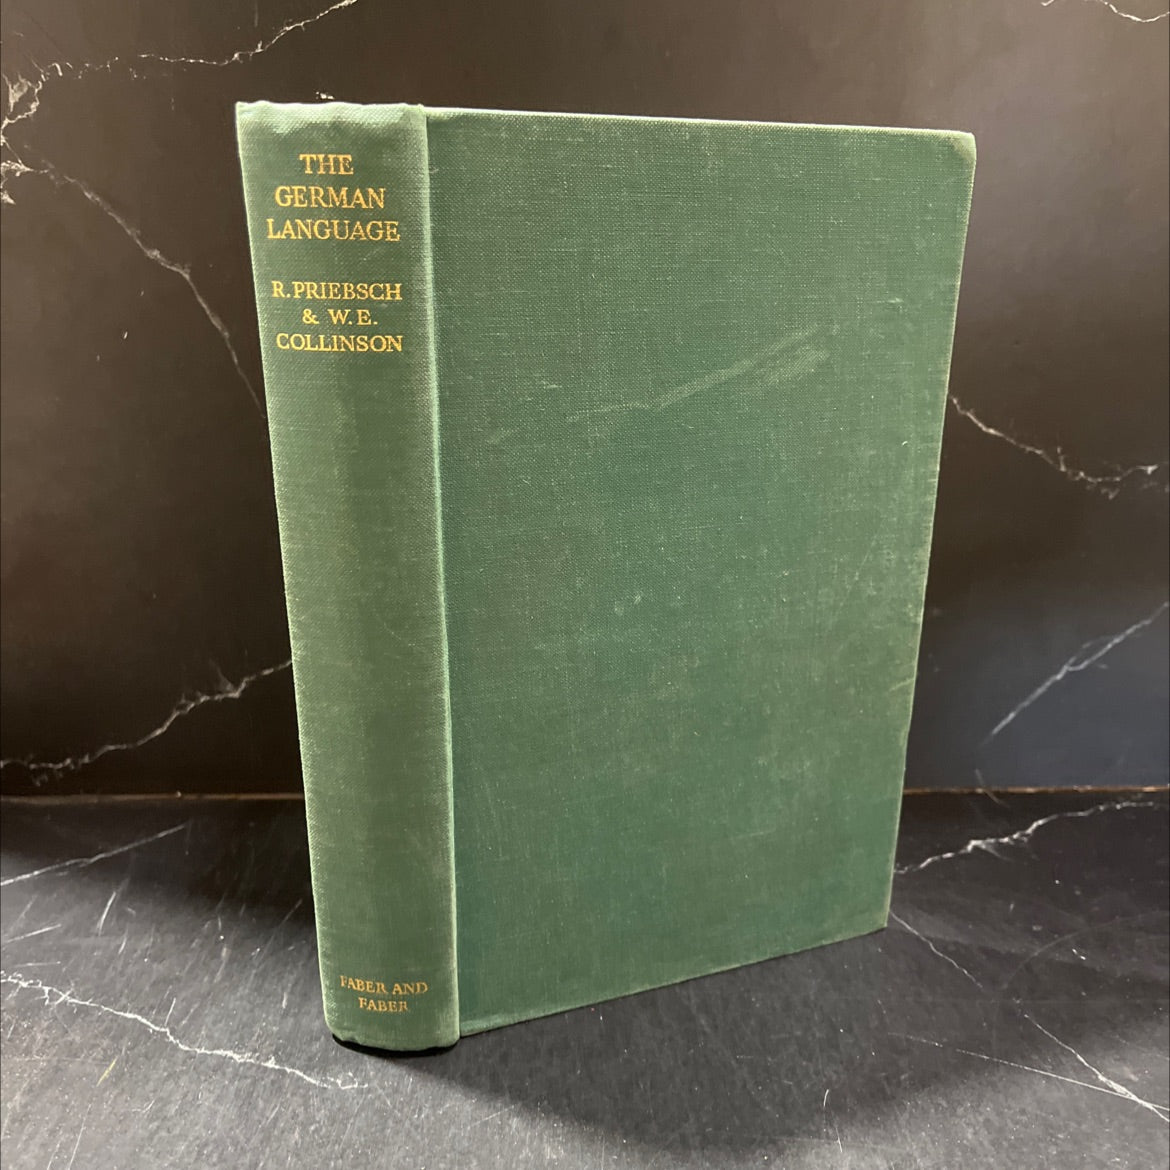 THE
GERMAN
LANGUAGE
R. PRIEBSCH
& W. E.
COLLINSON
FABER AND
FABER